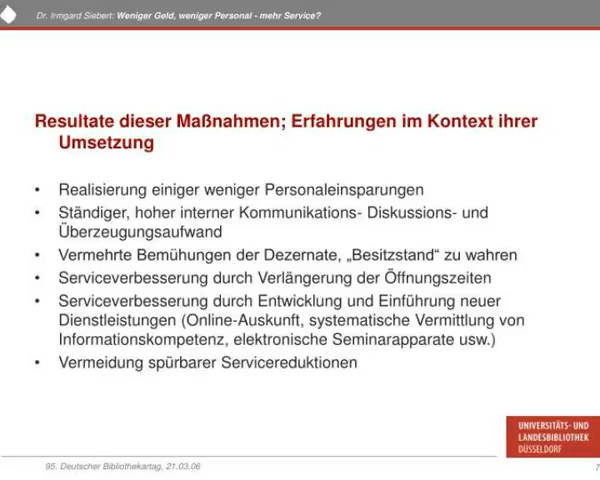 Dr. Irmgard Siebert: Weniger Geld, weniger Personal - mehr Service?
Resultate dieser Maßnahmen; Erfahrungen im Kontext ihrer
Umsetzung
• Realisierung einiger weniger Personaleinsparungen
• Ständiger, hoher interner Kommunikations- Diskussions- und
Überzeugungsaufwand
• Vermehrte Bemühungen der Dezernate, „Besitzstand“ zu wahren
• Serviceverbesserung durch Verlängerung der Öffnungszeiten
• Serviceverbesserung durch Entwicklung und Einführung neuer
Dienstleistungen (Online-Auskunft, systematische Vermittlung von
Informationskompetenz, elektronische Seminarapparate usw.)
• Vermeidung spürbarer Servicereduktionen
UNIVERSITÄTS- UND
LANDESBIBLIOTHEK
DÜSSELDORF
95. Deutscher Bibliothekartag, 21.03.06
7